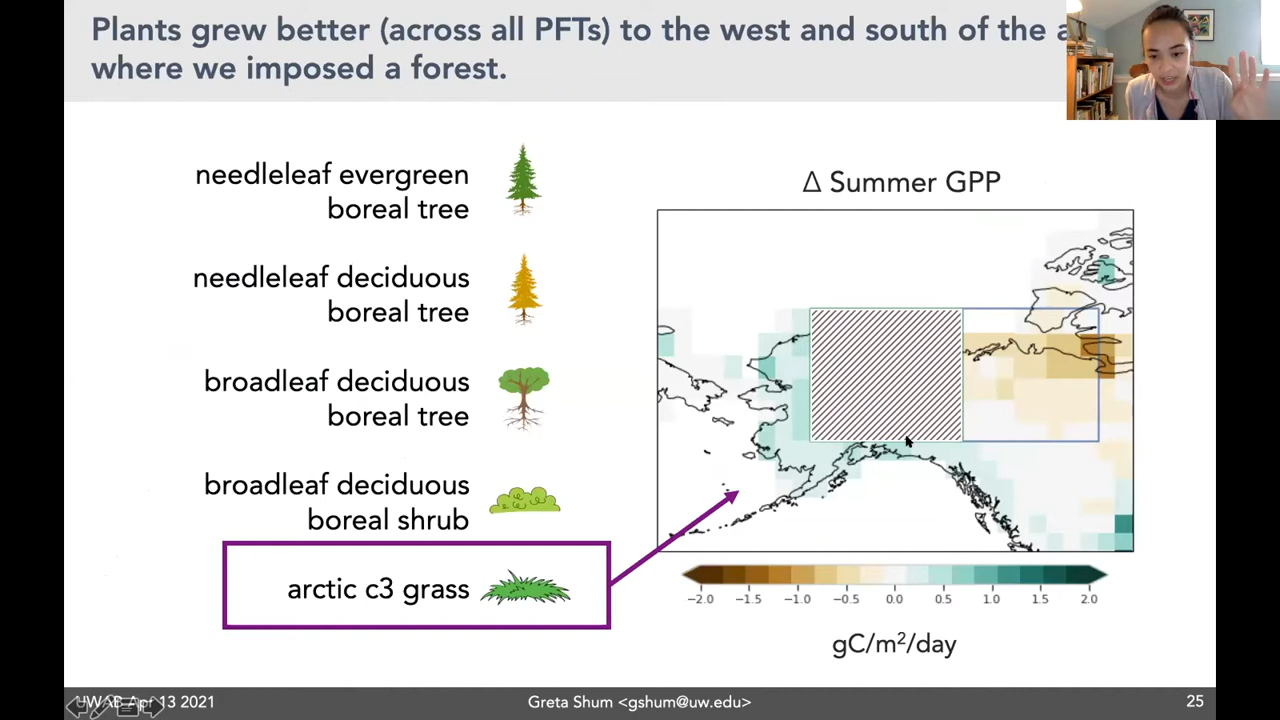 Plants grew better (across all PFTs) to the west and south of the
where we imposed a forest.
needleleaf evergreen
boreal tree
needleleaf deciduous
boreal tree
broadleaf deciduous
boreal tree
broadleaf deciduous
boreal shrub
arctic c3 grass
Δ Summer GPP
−2.0 −1.5 −1.0 −0.5 0.0 0.5 1.0 1.5 2.0
gC/m²/day
UWAB Apr 13 2021
Greta Shum <gshum@uw.edu>
25